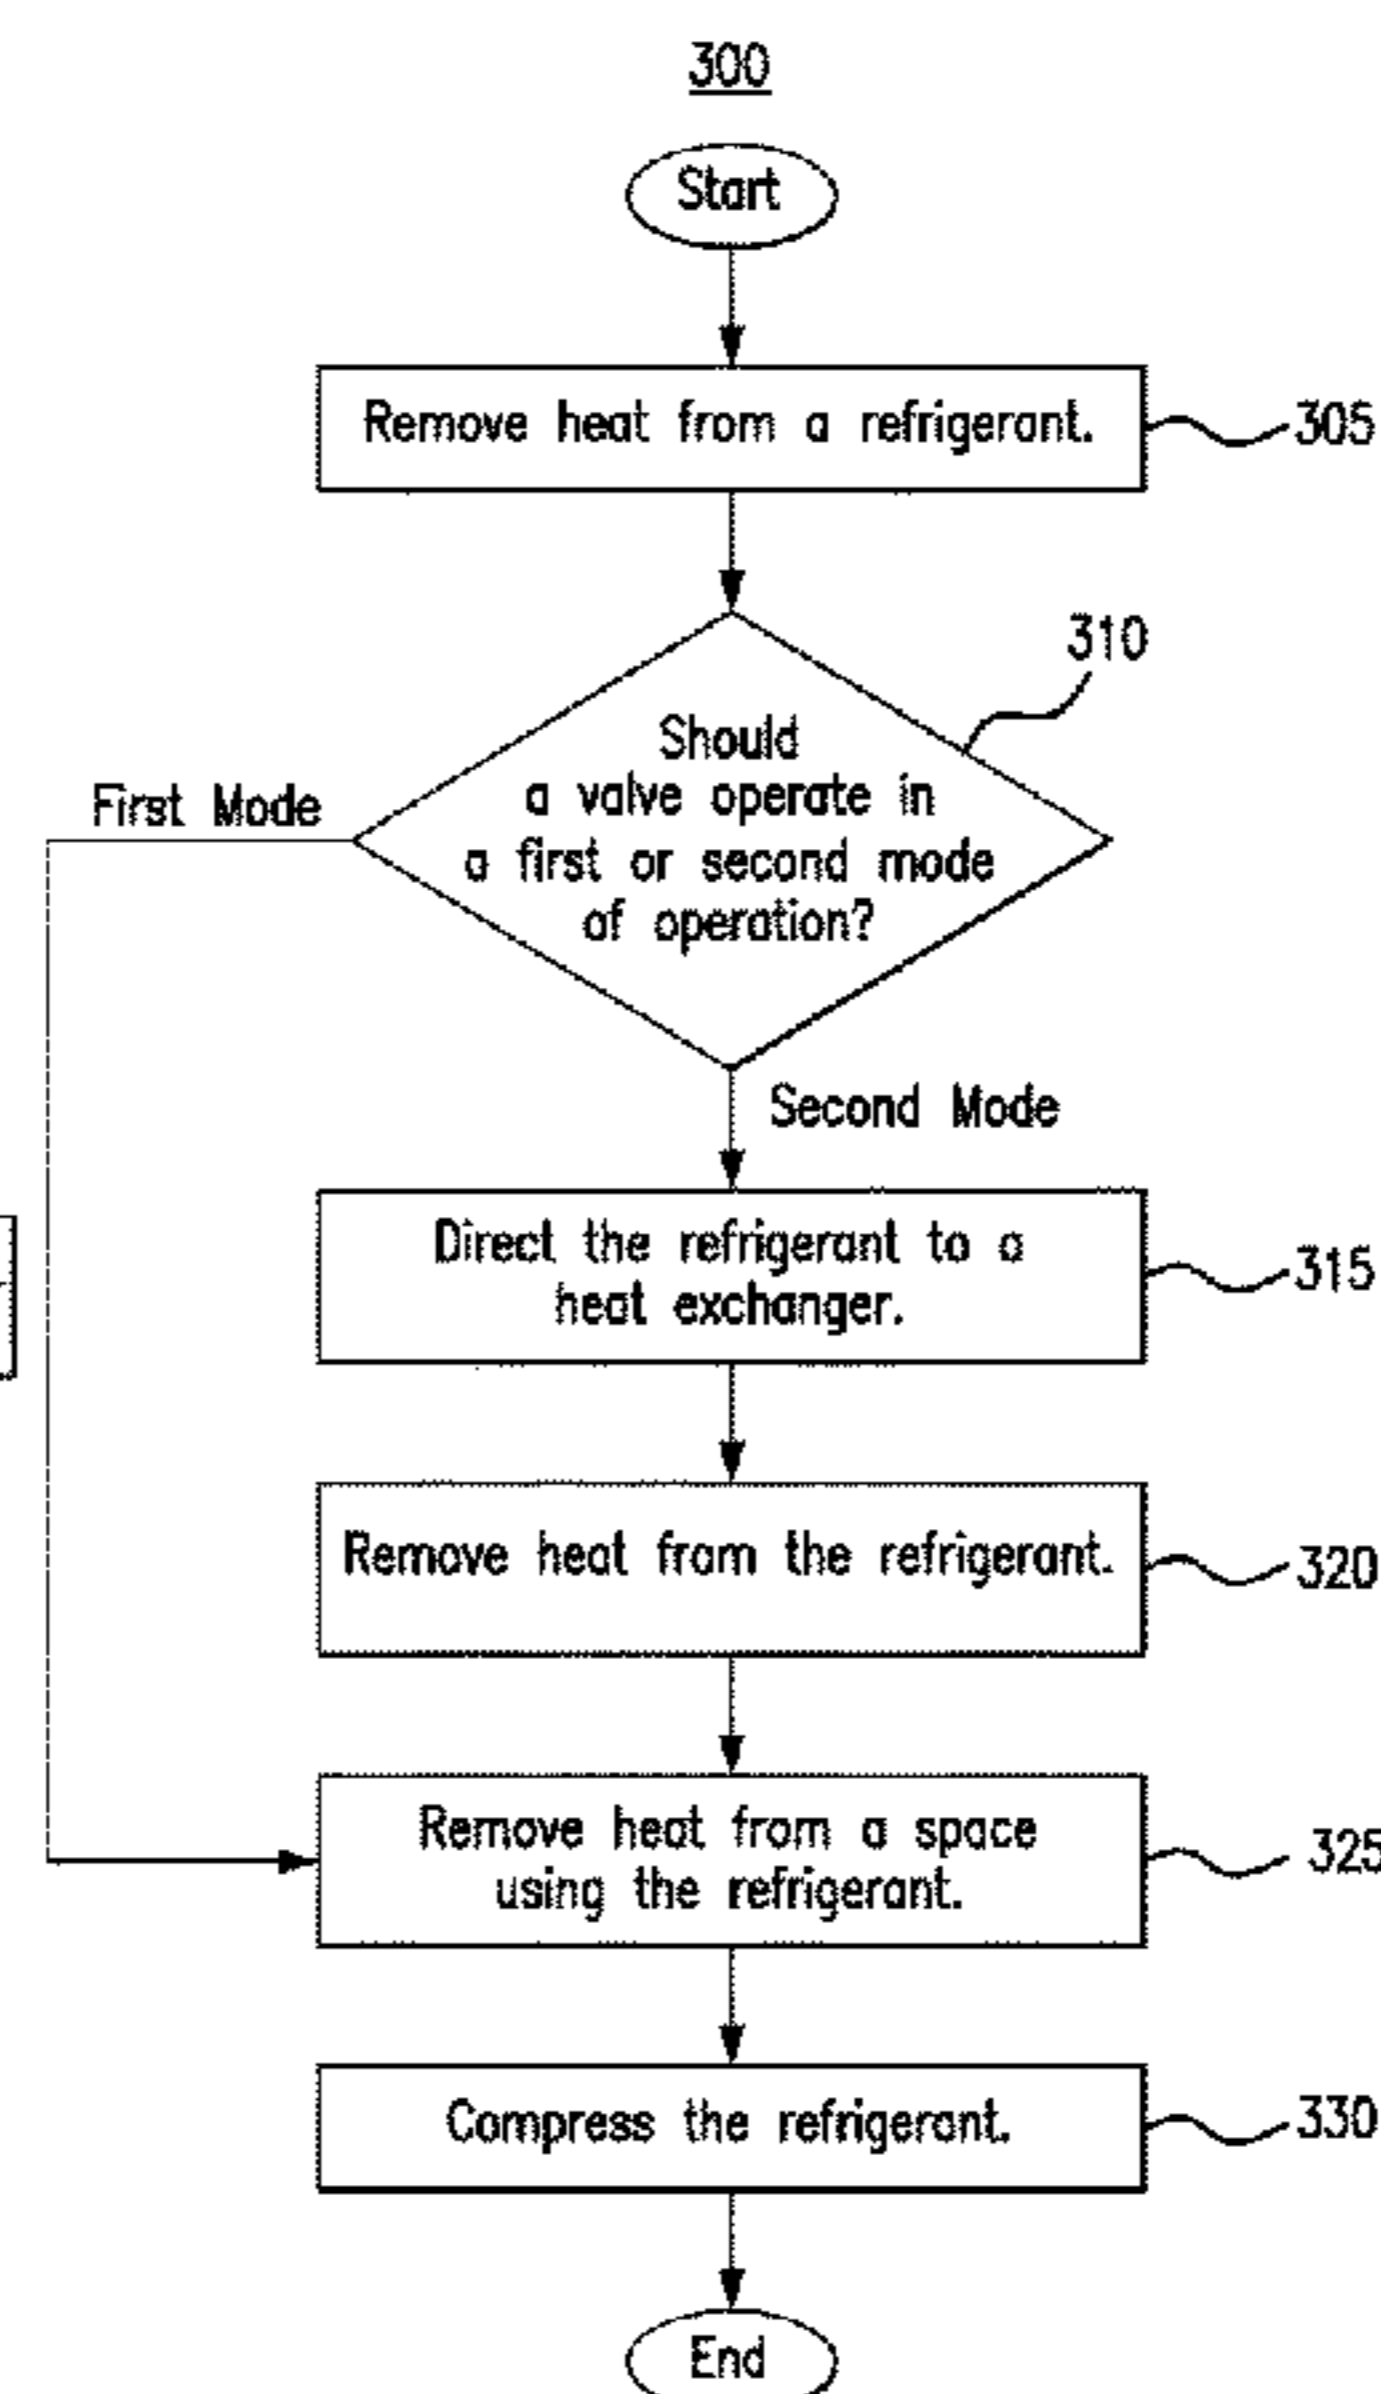 300
Start
Remove heat from a refrigerant.
305
310
Should
a valve operate in
a first or second mode
of operation?
First Mode
Second Mode
Direct the refrigerant to a
heat exchanger.
315
Remove heat from the refrigerant.
320
Remove heat from a space
using the refrigerant.
325
Compress the refrigerant.
330
End